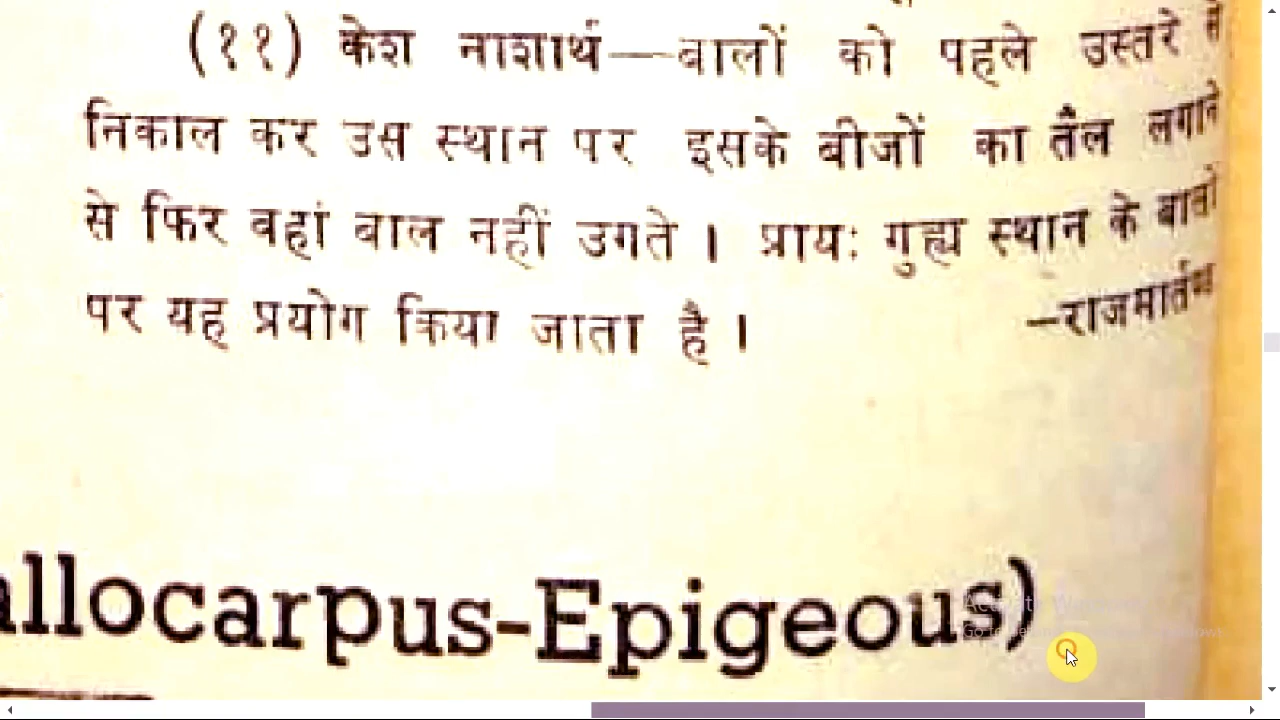 (११) केश नाशार्थ—बालों को पहले उस्तरे से
निकाल कर उस स्थान पर इसके बीजों का तैल लगाने
से फिर वहां बाल नहीं उगते । प्रायः गुह्य स्थान के बालों
पर यह प्रयोग किया जाता है । —राजमार्तण्ड
allocarpus-Epigeous)